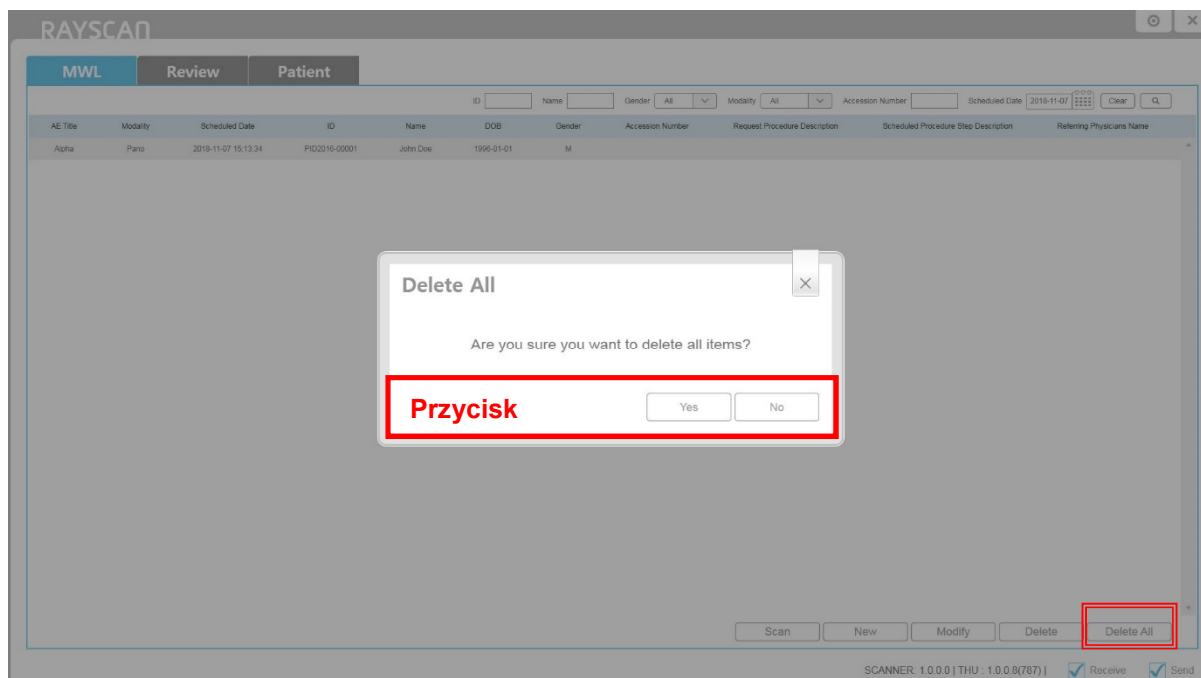 RAYSCAN
MWL Review Patient
ID Name Gender All Modality All Accession Number Scheduled Date 2018-11-07 Clear
AE Title Modality Scheduled Date ID Name DOB Gender Accession Number Request Procedure Description Scheduled Procedure Step Description Referring Physicians Name
Alpha Pano 2018-11-07 15:13:34 PID2016-00001 John Doe 1996-01-01 M
Delete All
Are you sure you want to delete all items?
Przycisk Yes No
Scan New Modify Delete Delete All
SCANNER: 1.0.0.0 | THU : 1.0.0.8(787) | Receive Send